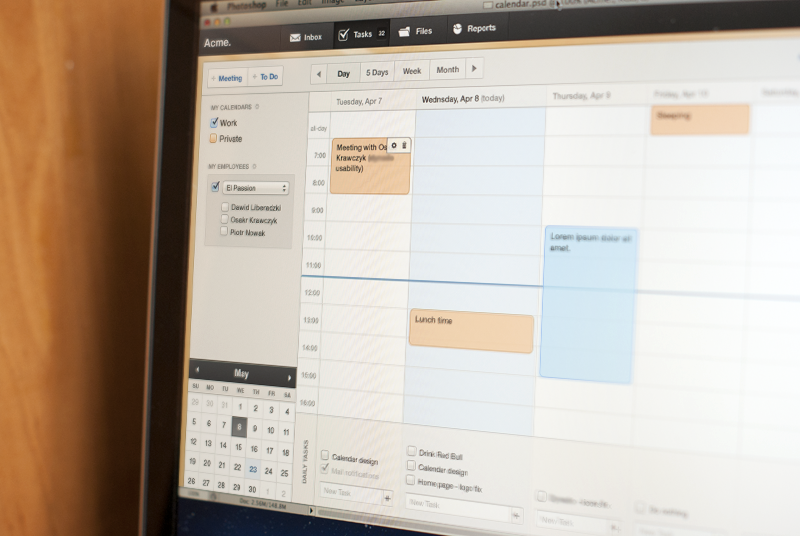 Photoshop File Edit Image
calendar.psd @
Acme.
Inbox
Tasks 32
Files
Reports
+ Meeting + To Do
Day 5 Days Week Month
MY CALENDARS
Work
Private
MY EMPLOYEES
El Passion
Dawid Liberadzki
Osakr Krawczyk
Piotr Nowak
Tuesday, Apr 7
Wednesday, Apr 8 (today)
Thursday, Apr 9
Friday, Apr 10
all-day
7:00
8:00
9:00
10:00
11:00
12:00
13:00
14:00
15:00
16:00
Meeting with Os
Krawczyk
usability)
Lunch time
Lorem ipsum dolor sit
amet.
Sleeping
May
SU MO TU WE TH FR SA
29 30 31 1 2 3 4
5 6 7 8 9 10 11
12 13 14 15 16 17 18
19 20 21 22 23 24 25
26 27 28 29 30 1 2
DAILY TASKS
Calendar design
Mail notifications
New Task +
Drink Red Bull
Calendar design
Homepage - logo fix
New Task +
New Task